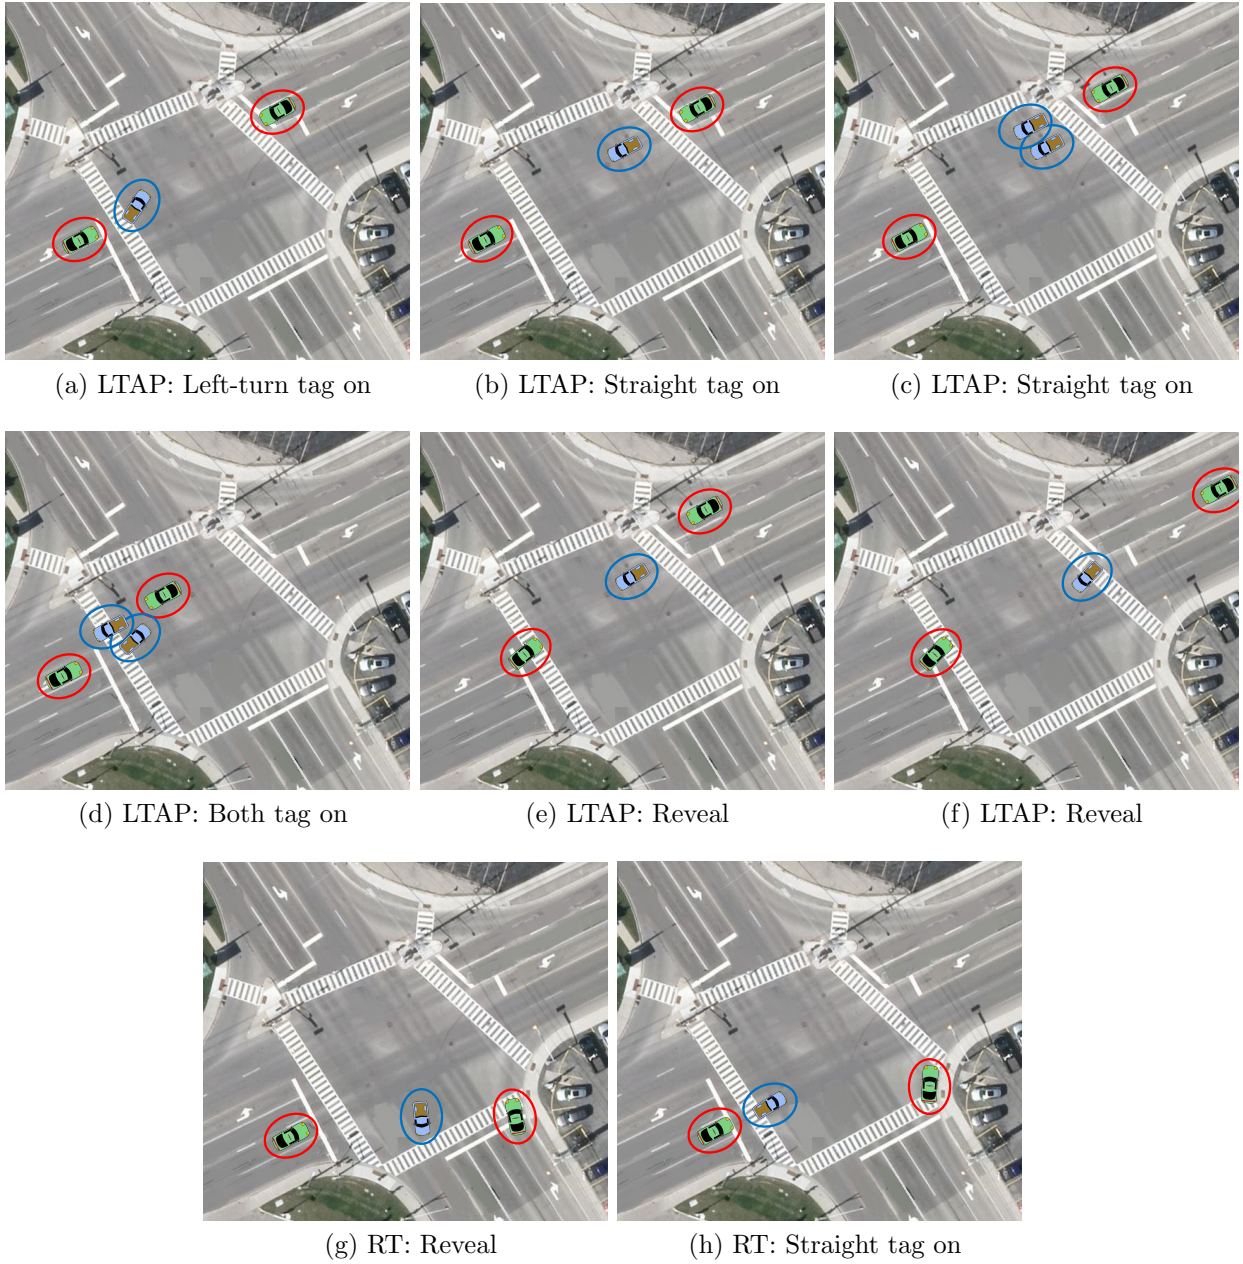 (a) LTAP: Left-turn tag on
(b) LTAP: Straight tag on
(c) LTAP: Straight tag on
(d) LTAP: Both tag on
(e) LTAP: Reveal
(f) LTAP: Reveal
(g) RT: Reveal
(h) RT: Straight tag on